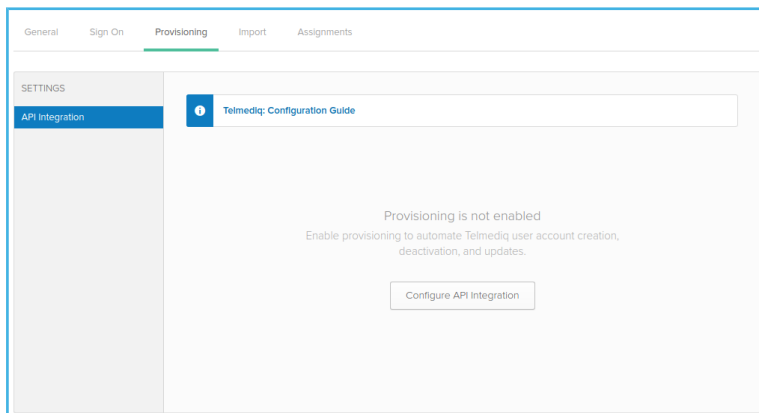 General Sign On Provisioning Import Assignments
SETTINGS
API Integration
Telmediq: Configuration Guide
Provisioning is not enabled
Enable provisioning to automate Telmediq user account creation,
deactivation, and updates.
Configure API Integration